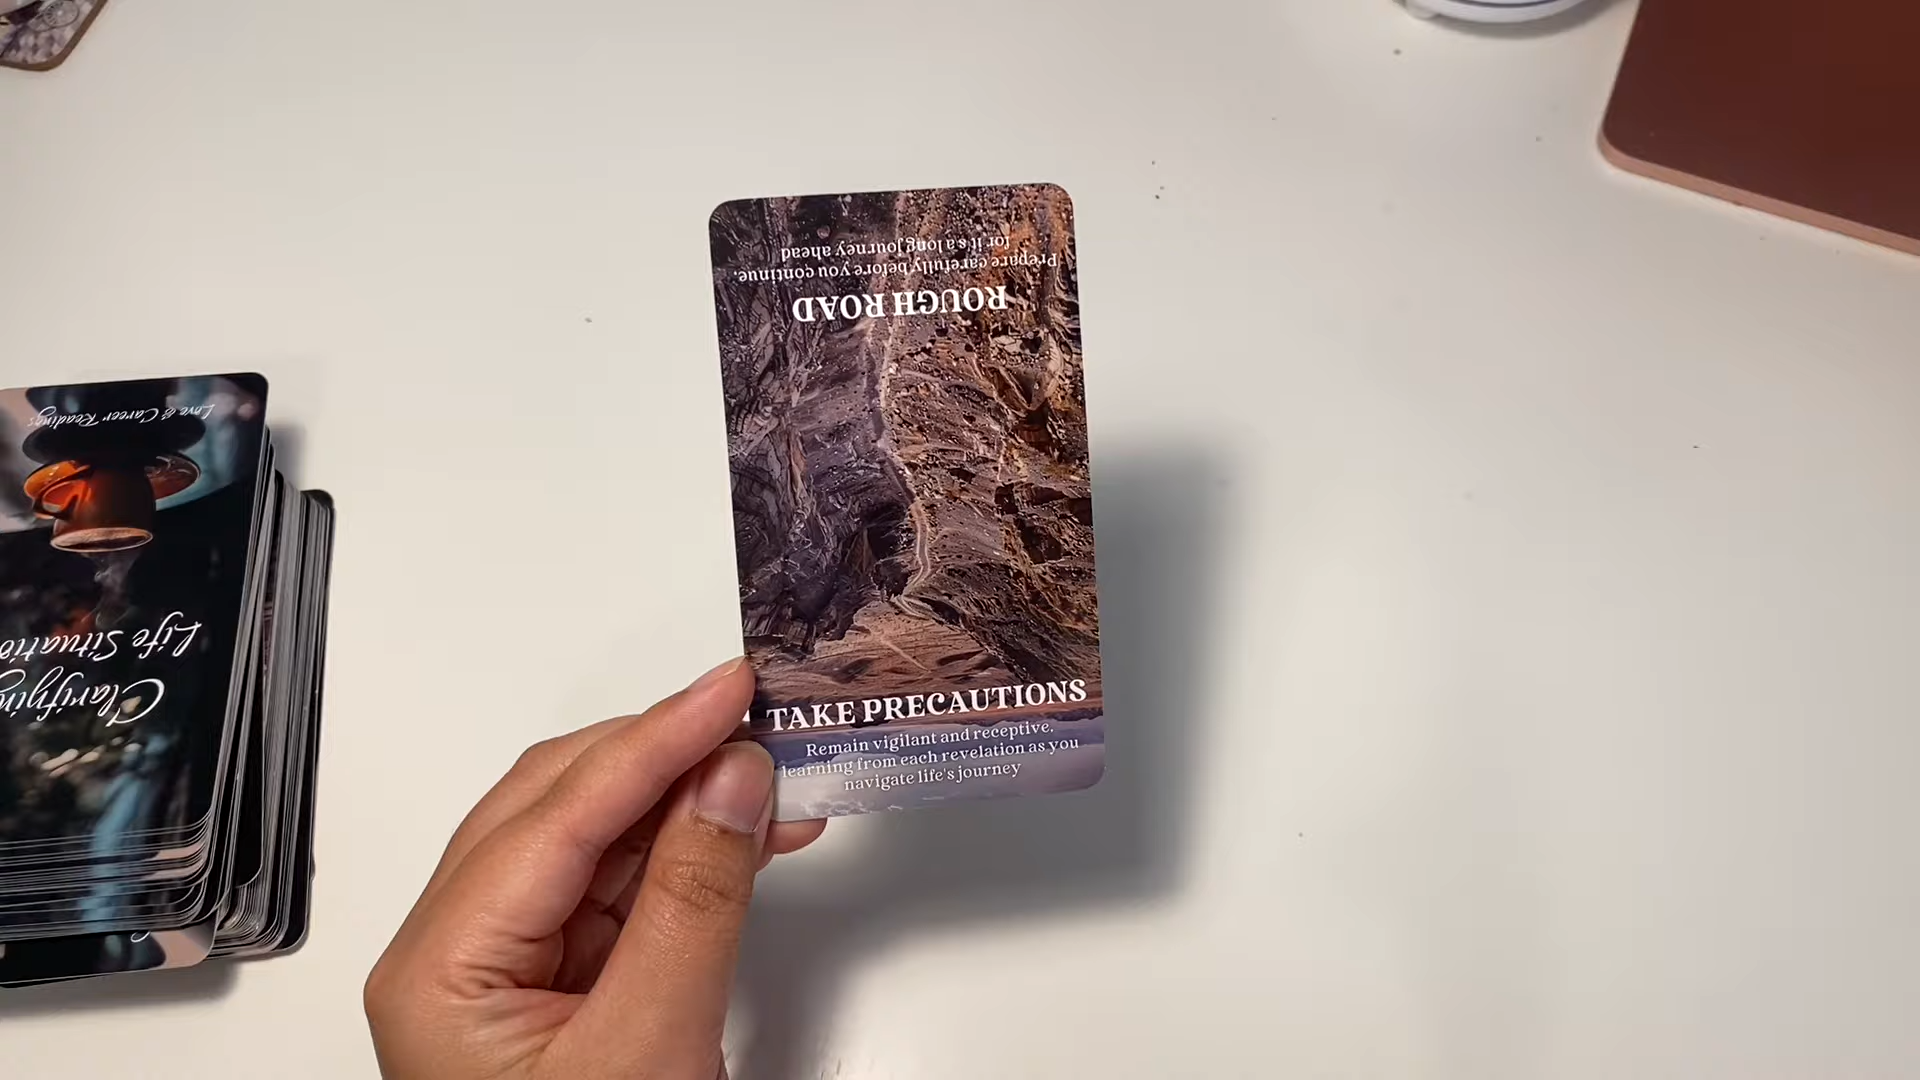 Love & Career Readings
Life
Clarifying
Prepare carefully before you continue.
for it's a long journey ahead
ROUGH ROAD
TAKE PRECAUTIONS
Remain vigilant and receptive.
learning from each revelation as you
navigate life's journey